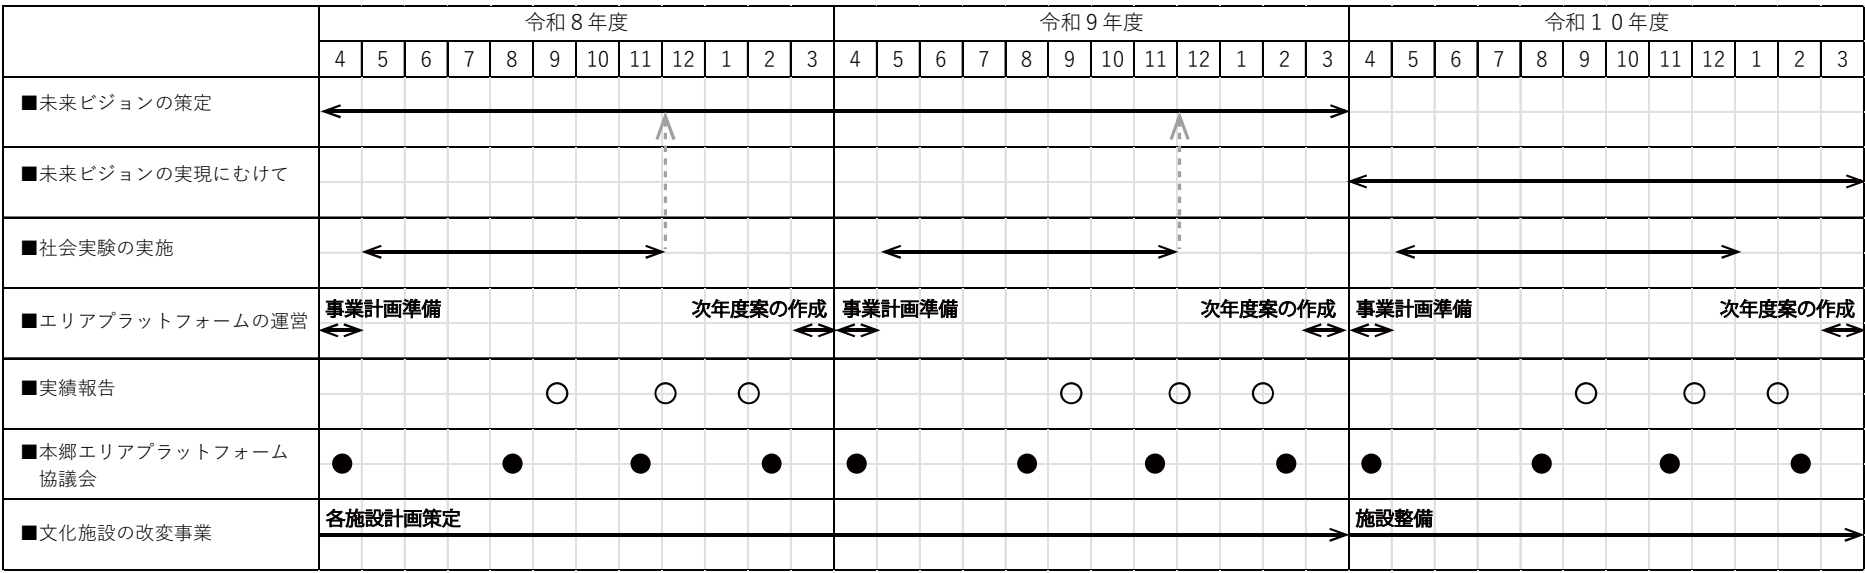 令和８年度 令和９年度 令和１０年度
4 5 6 7 8 9 10 11 12 1 2 3 4 5 6 7 8 9 10 11 12 1 2 3 4 5 6 7 8 9 10 11 12 1 2 3
■未来ビジョンの策定
■未来ビジョンの実現にむけて
■社会実験の実施
事業計画準備 次年度案の作成 事業計画準備 次年度案の作成 事業計画準備 次年度案の作成
■エリアプラットフォームの運営
■実績報告
■本郷エリアプラットフォーム
協議会
各施設計画策定 施設整備
■文化施設の改変事業